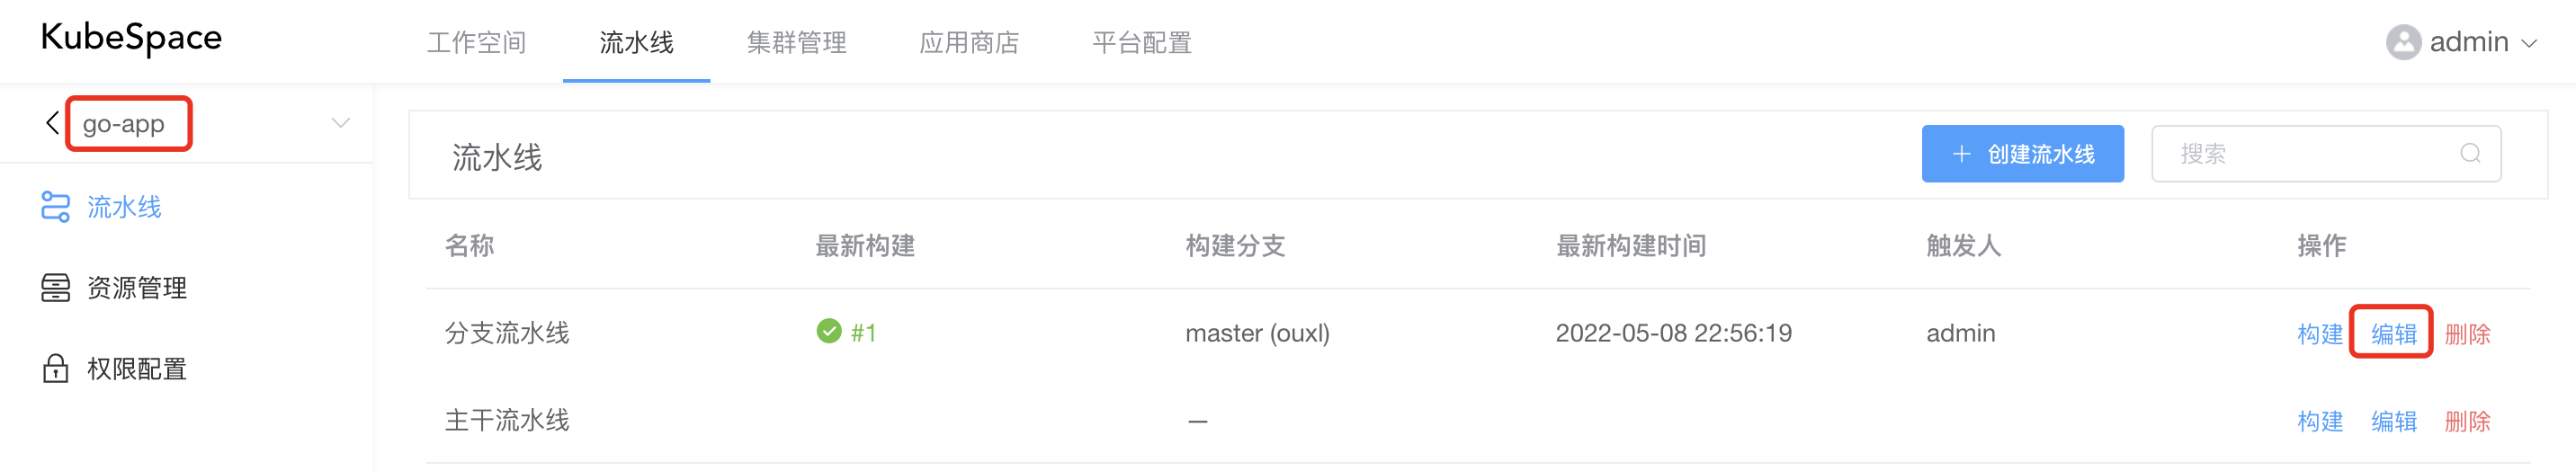 KubeSpace 工作空间 流水线 集群管理 应用商店 平台配置 admin
go-app
流水线
资源管理
权限配置
流水线 + 创建流水线 搜索
名称 最新构建 构建分支 最新构建时间 触发人 操作
分支流水线 #1 master (ouxl) 2022-05-08 22:56:19 admin 构建 编辑 删除
主干流水线 — 构建 编辑 删除